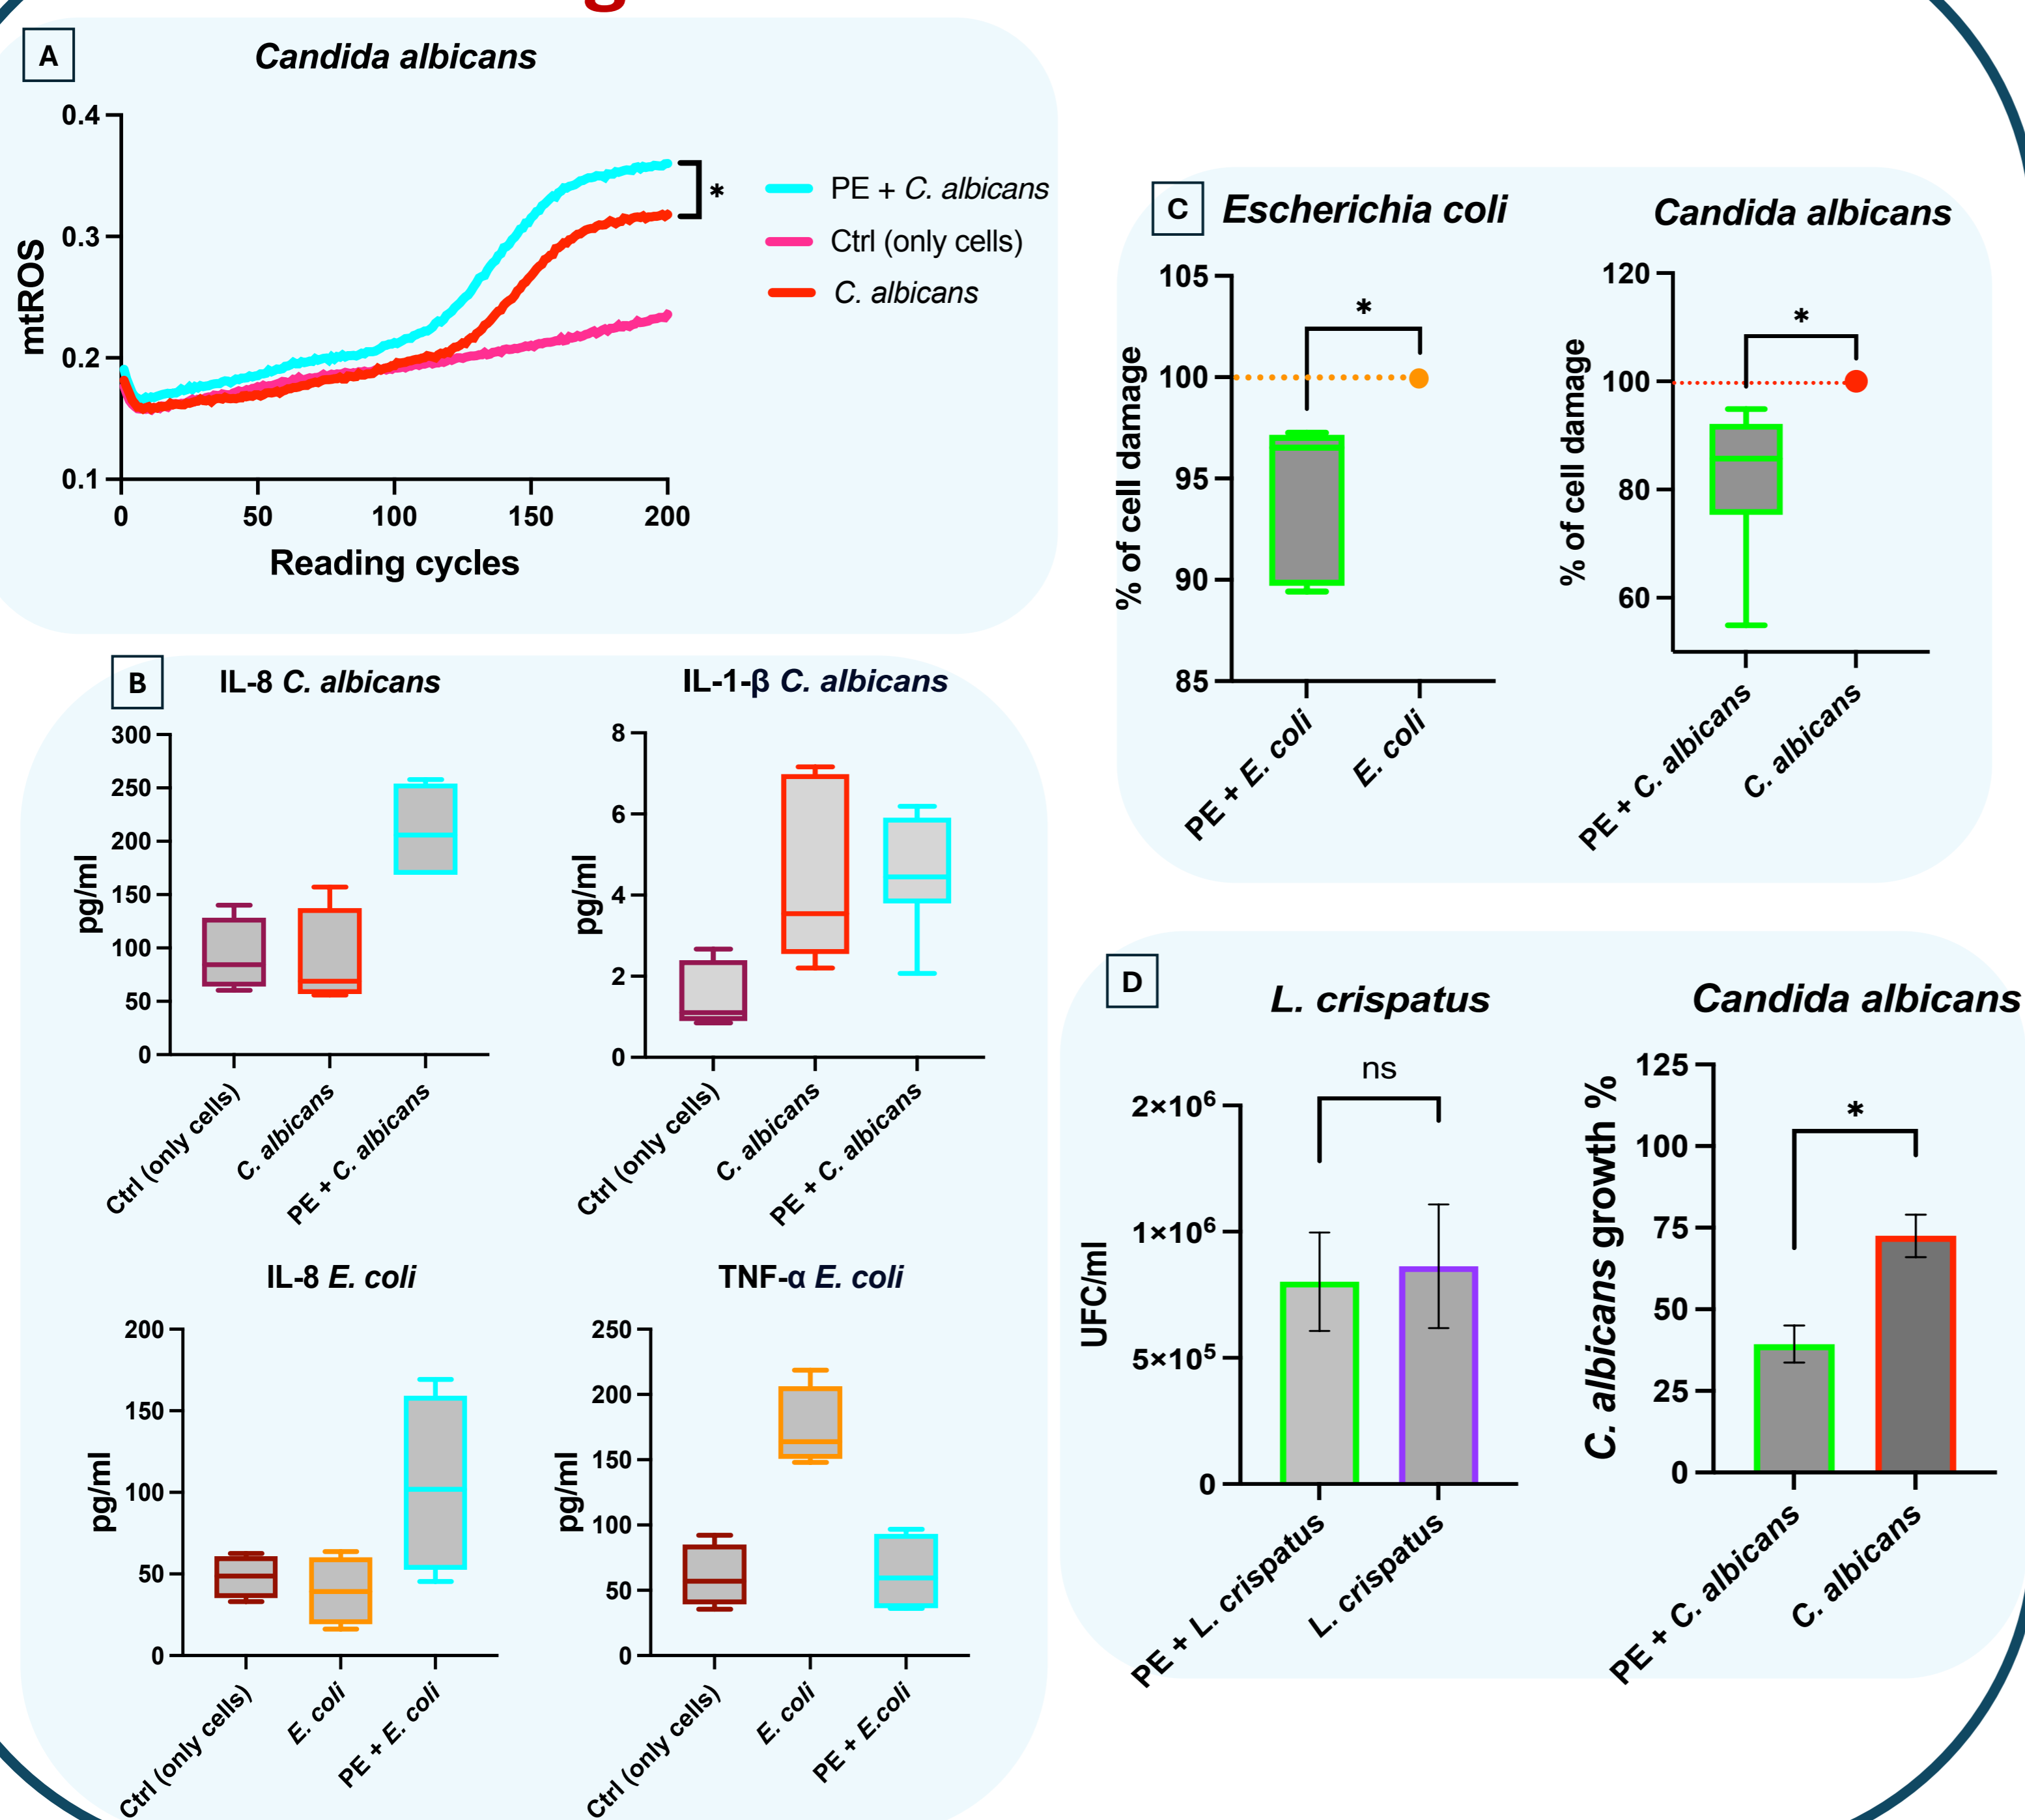 g
A
Candida albicans
0.4
0.3
0.2
0.1
mtROS
0
50
100
150
200
Reading cycles
*
PE + C. albicans
Ctrl (only cells)
C. albicans
B
IL-8 C. albicans
300
250
200
150
100
50
0
pg/ml
Ctrl (only cells)
C. albicans
PE + C. albicans
IL-1-β C. albicans
8
6
4
2
0
pg/ml
Ctrl (only cells)
C. albicans
PE + C. albicans
IL-8 E. coli
200
150
100
50
0
pg/ml
Ctrl (only cells)
E. coli
PE + E. coli
TNF-α E. coli
250
200
150
100
50
0
pg/ml
Ctrl (only cells)
E. coli
PE + E.coli
C
Escherichia coli
105
100
95
90
85
% of cell damage
*
PE + E. coli
E. coli
Candida albicans
120
100
80
60
% of cell damage
*
PE + C. albicans
C. albicans
D
L. crispatus
ns
2×10⁶
1×10⁶
5×10⁵
0
UFC/ml
PE + L. crispatus
L. crispatus
Candida albicans
125
100
75
50
25
0
C. albicans growth %
*
PE + C. albicans
C. albicans